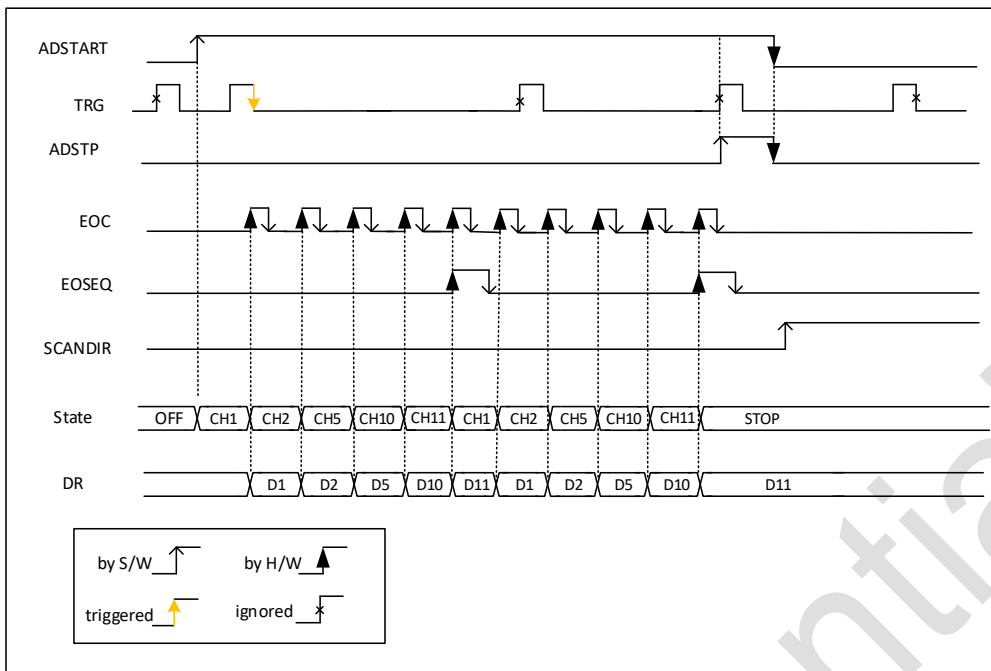 ADSTART
TRG
ADSTP
EOC
EOSEQ
SCANDIR
State OFF CH1 CH2 CH5 CH10 CH11 CH1 CH2 CH5 CH10 CH11 STOP
DR D1 D2 D5 D10 D11 D1 D2 D5 D10 D11
by S/W by H/W
triggered ignored